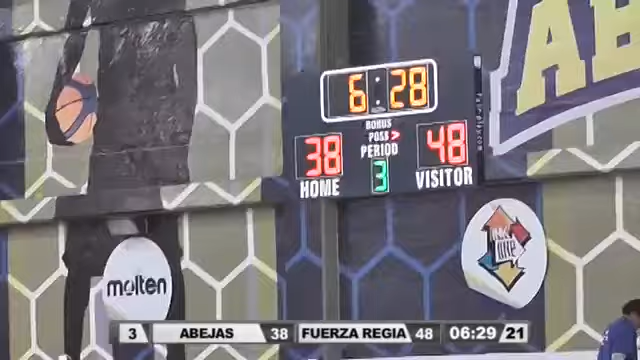 AB
6:28
BONUS
POSS >
PERIOD
38
48
3
HOME
VISITOR
molten
3 ABEJAS 38 FUERZA REGIA 48 06:29 21